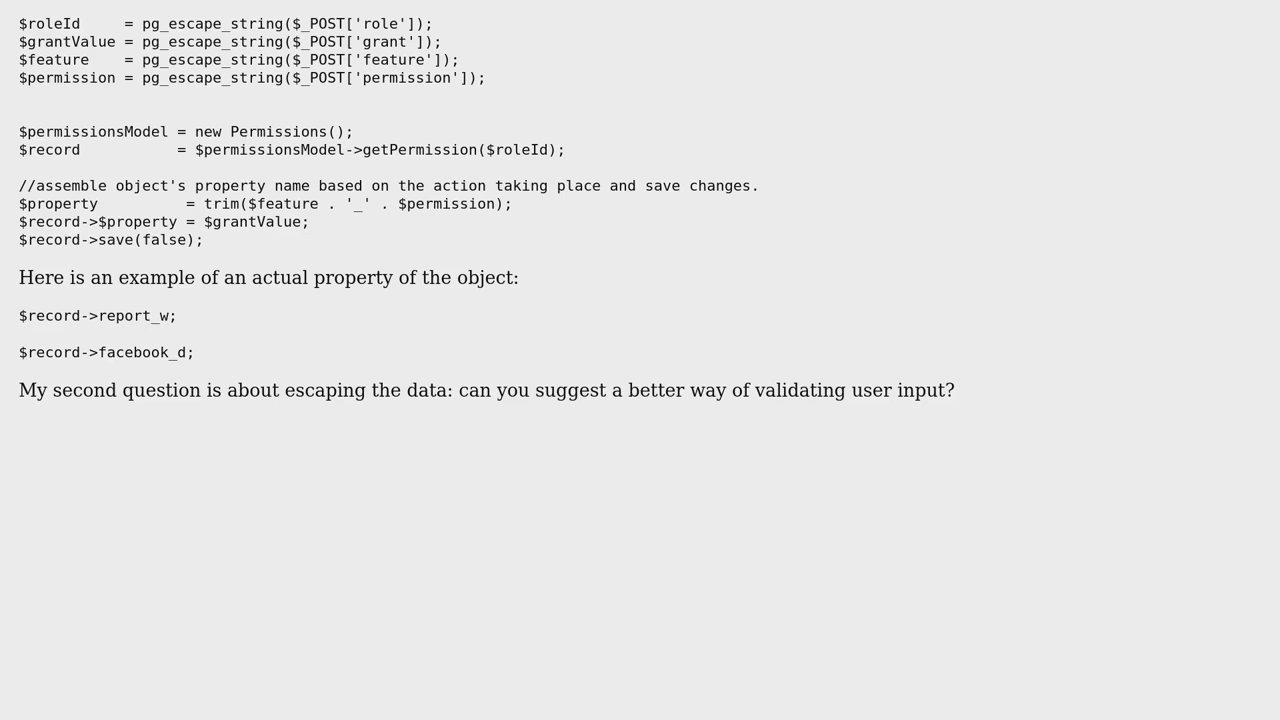 $roleId     = pg_escape_string($_POST['role']);
$grantValue = pg_escape_string($_POST['grant']);
$feature    = pg_escape_string($_POST['feature']);
$permission = pg_escape_string($_POST['permission']);
$permissionsModel = new Permissions();
$record           = $permissionsModel->getPermission($roleId);
//assemble object's property name based on the action taking place and save changes.
$property          = trim($feature . '_' . $permission);
$record->$property = $grantValue;
$record->save(false);
Here is an example of an actual property of the object:
$record->report_w;
$record->facebook_d;
My second question is about escaping the data: can you suggest a better way of validating user input?